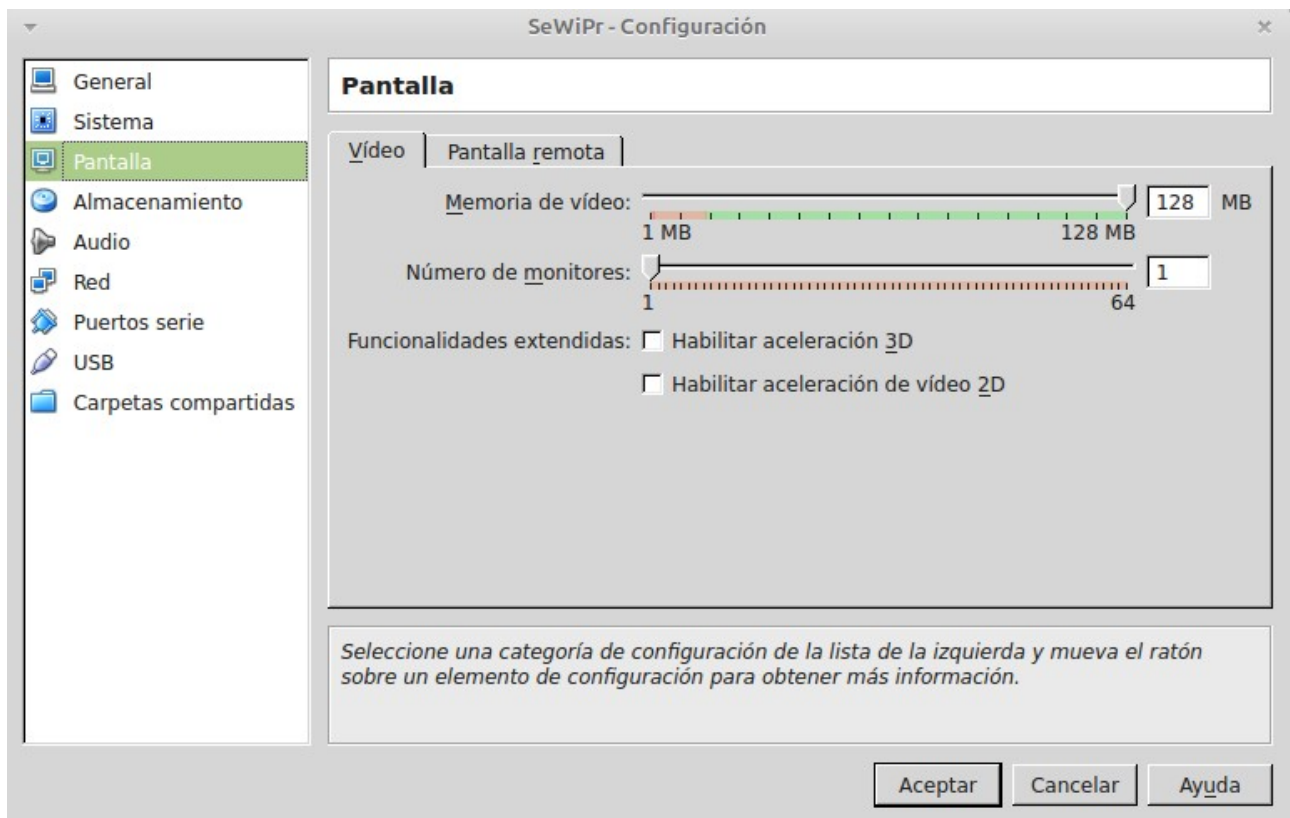 SeWiPr - Configuración
General
Sistema
Pantalla
Almacenamiento
Audio
Red
Puertos serie
USB
Carpetas compartidas
Pantalla
Vídeo
Pantalla remota
Memoria de vídeo:
128 MB
1 MB
128 MB
Número de monitores:
1
1
64
Funcionalidades extendidas:
Habilitar aceleración 3D
Habilitar aceleración de vídeo 2D
Seleccione una categoría de configuración de la lista de la izquierda y mueva el ratón
sobre un elemento de configuración para obtener más información.
Aceptar
Cancelar
Ayuda